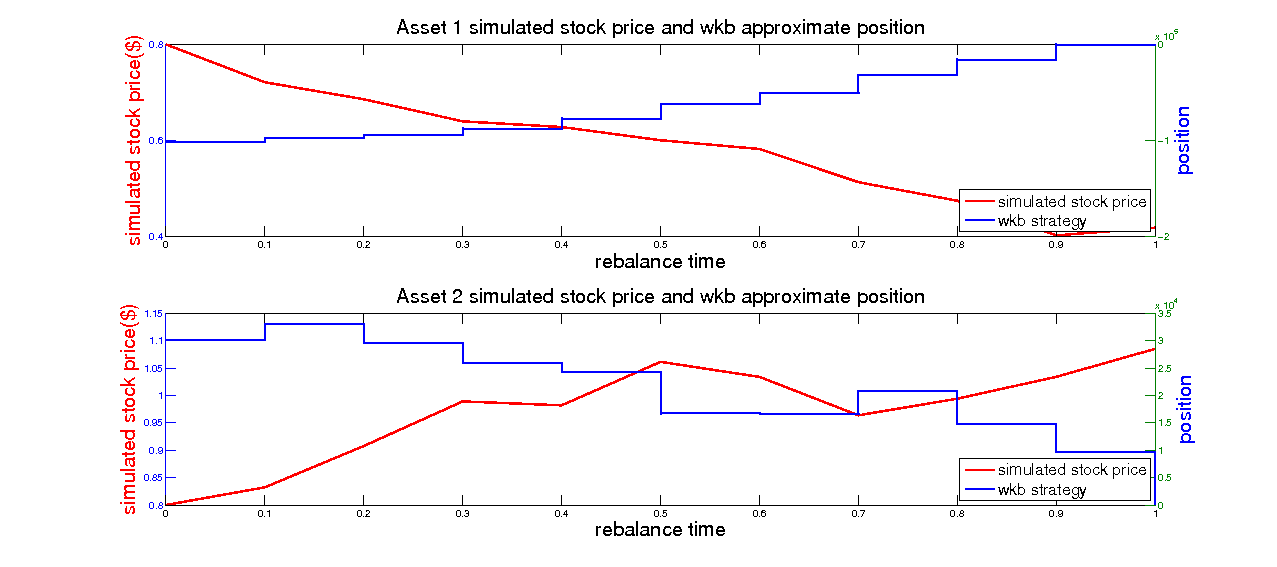 Asset 1 simulated stock price and wkb approximate position
x 10^5
simulated stock price($)
0.8
0.6
0.4
0
-1
-2
position
simulated stock price
wkb strategy
0 0.1 0.2 0.3 0.4 0.5 0.6 0.7 0.8 0.9 1
rebalance time
Asset 2 simulated stock price and wkb approximate position
x 10^4
simulated stock price($)
1.15
1.1
1.05
1
0.95
0.9
0.85
0.8
3.5
3
2.5
2
1.5
1
0.5
0
position
simulated stock price
wkb strategy
0 0.1 0.2 0.3 0.4 0.5 0.6 0.7 0.8 0.9 1
rebalance time